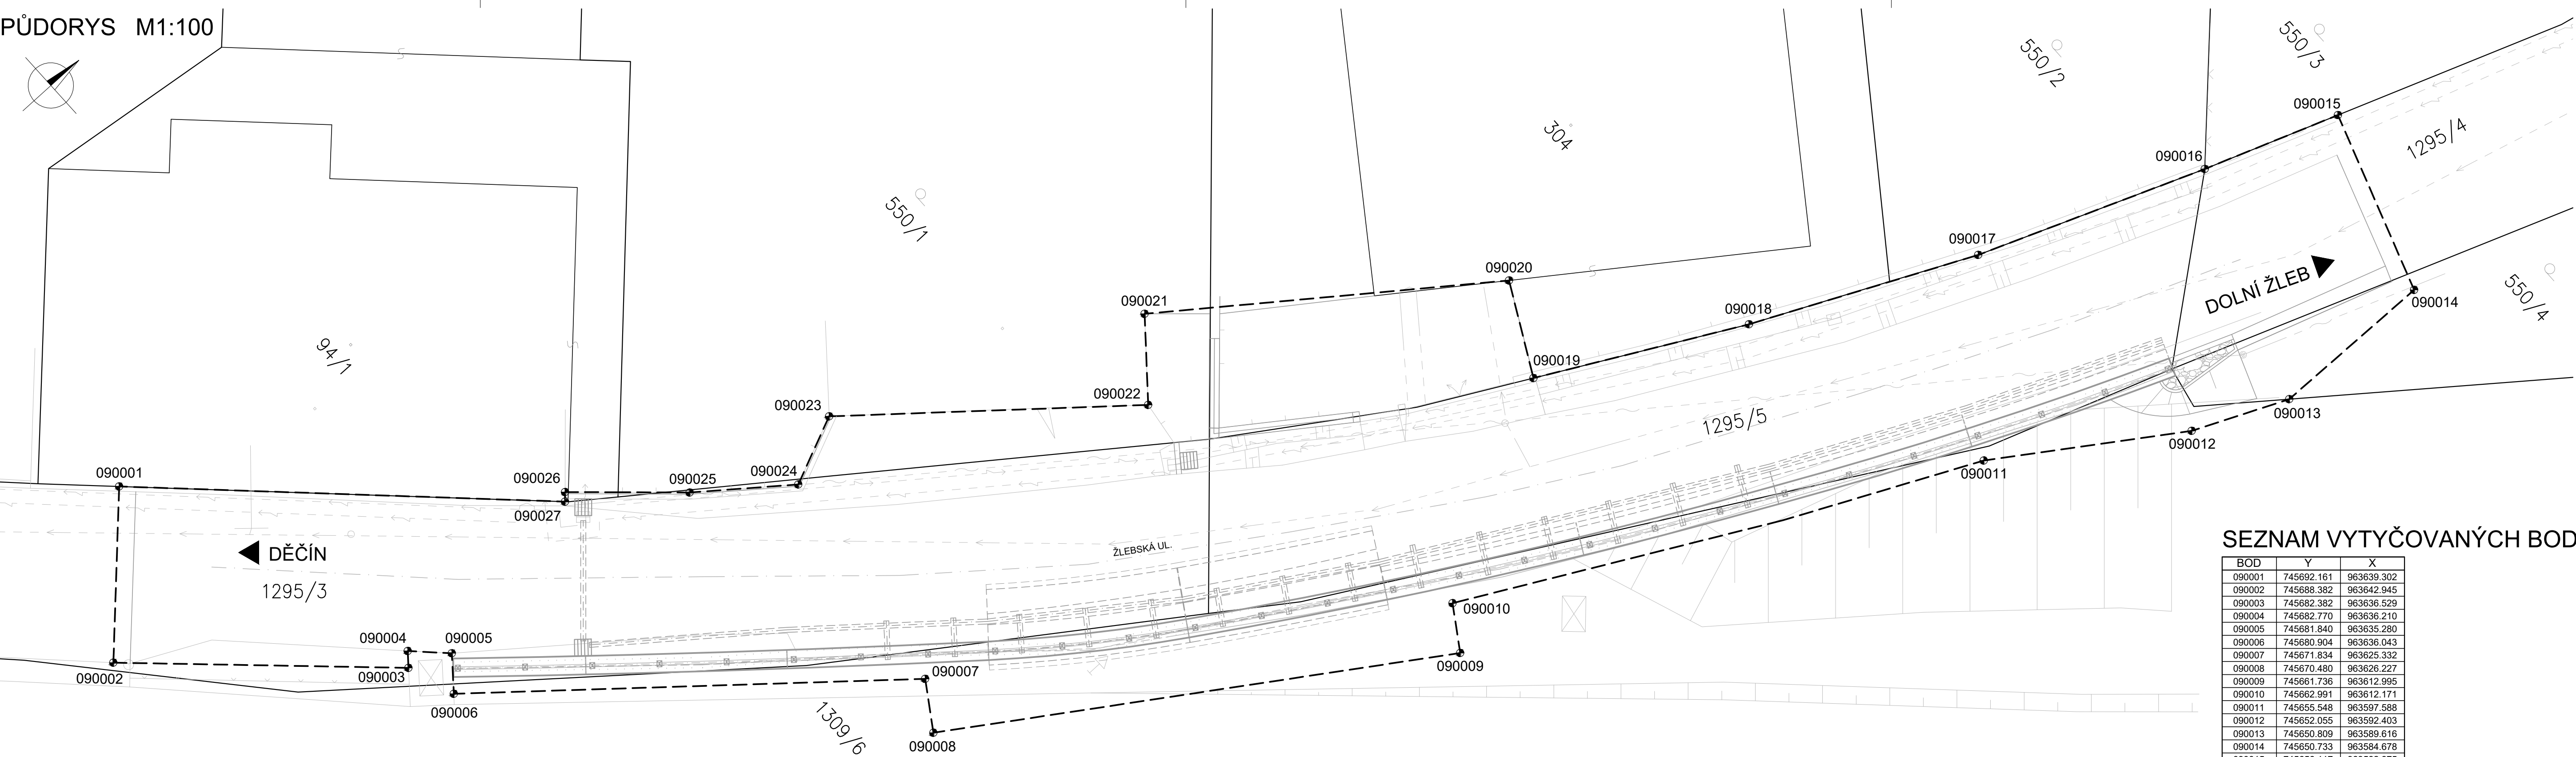 PŮDORYS M1:100
550/3
550/2
090015
304
1295/4
090016
550/1
090017
090020
DOLNÍ ŽLEB
090014
550/4
090021
090018
94/1
090019
090022
090023
090013
1295/5
090012
090024
090011
090001
090026
090025
090027
SEZNAM VYTYČOVANÝCH BOD
DĚČÍN
ŽLEBSKÁ UL.
1295/3
090010
090004
090005
090009
090002
090003
090007
090006
1309/6
090008
BOD Y X
090001 745692.161 963639.302
090002 745688.382 963642.945
090003 745682.382 963636.529
090004 745682.770 963636.210
090005 745681.840 963635.280
090006 745680.904 963636.043
090007 745671.834 963625.332
090008 745670.480 963626.227
090009 745661.736 963612.995
090010 745662.991 963612.171
090011 745655.548 963597.588
090012 745652.055 963592.403
090013 745650.809 963589.616
090014 745650.733 963584.678